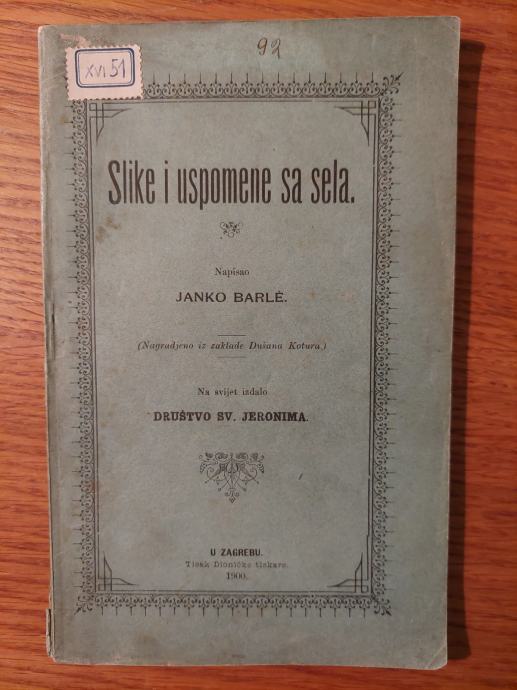 92
XVI 51
Slike i uspomene sa sela.
Napisao
JANKO BARLÈ.
(Nagradjeno iz zaklade Dušana Kotura.)
Na svijet izdalo
DRUŠTVO SV. JERONIMA.
U ZAGREBU.
Tisak Dioničke tiskare.
1900.